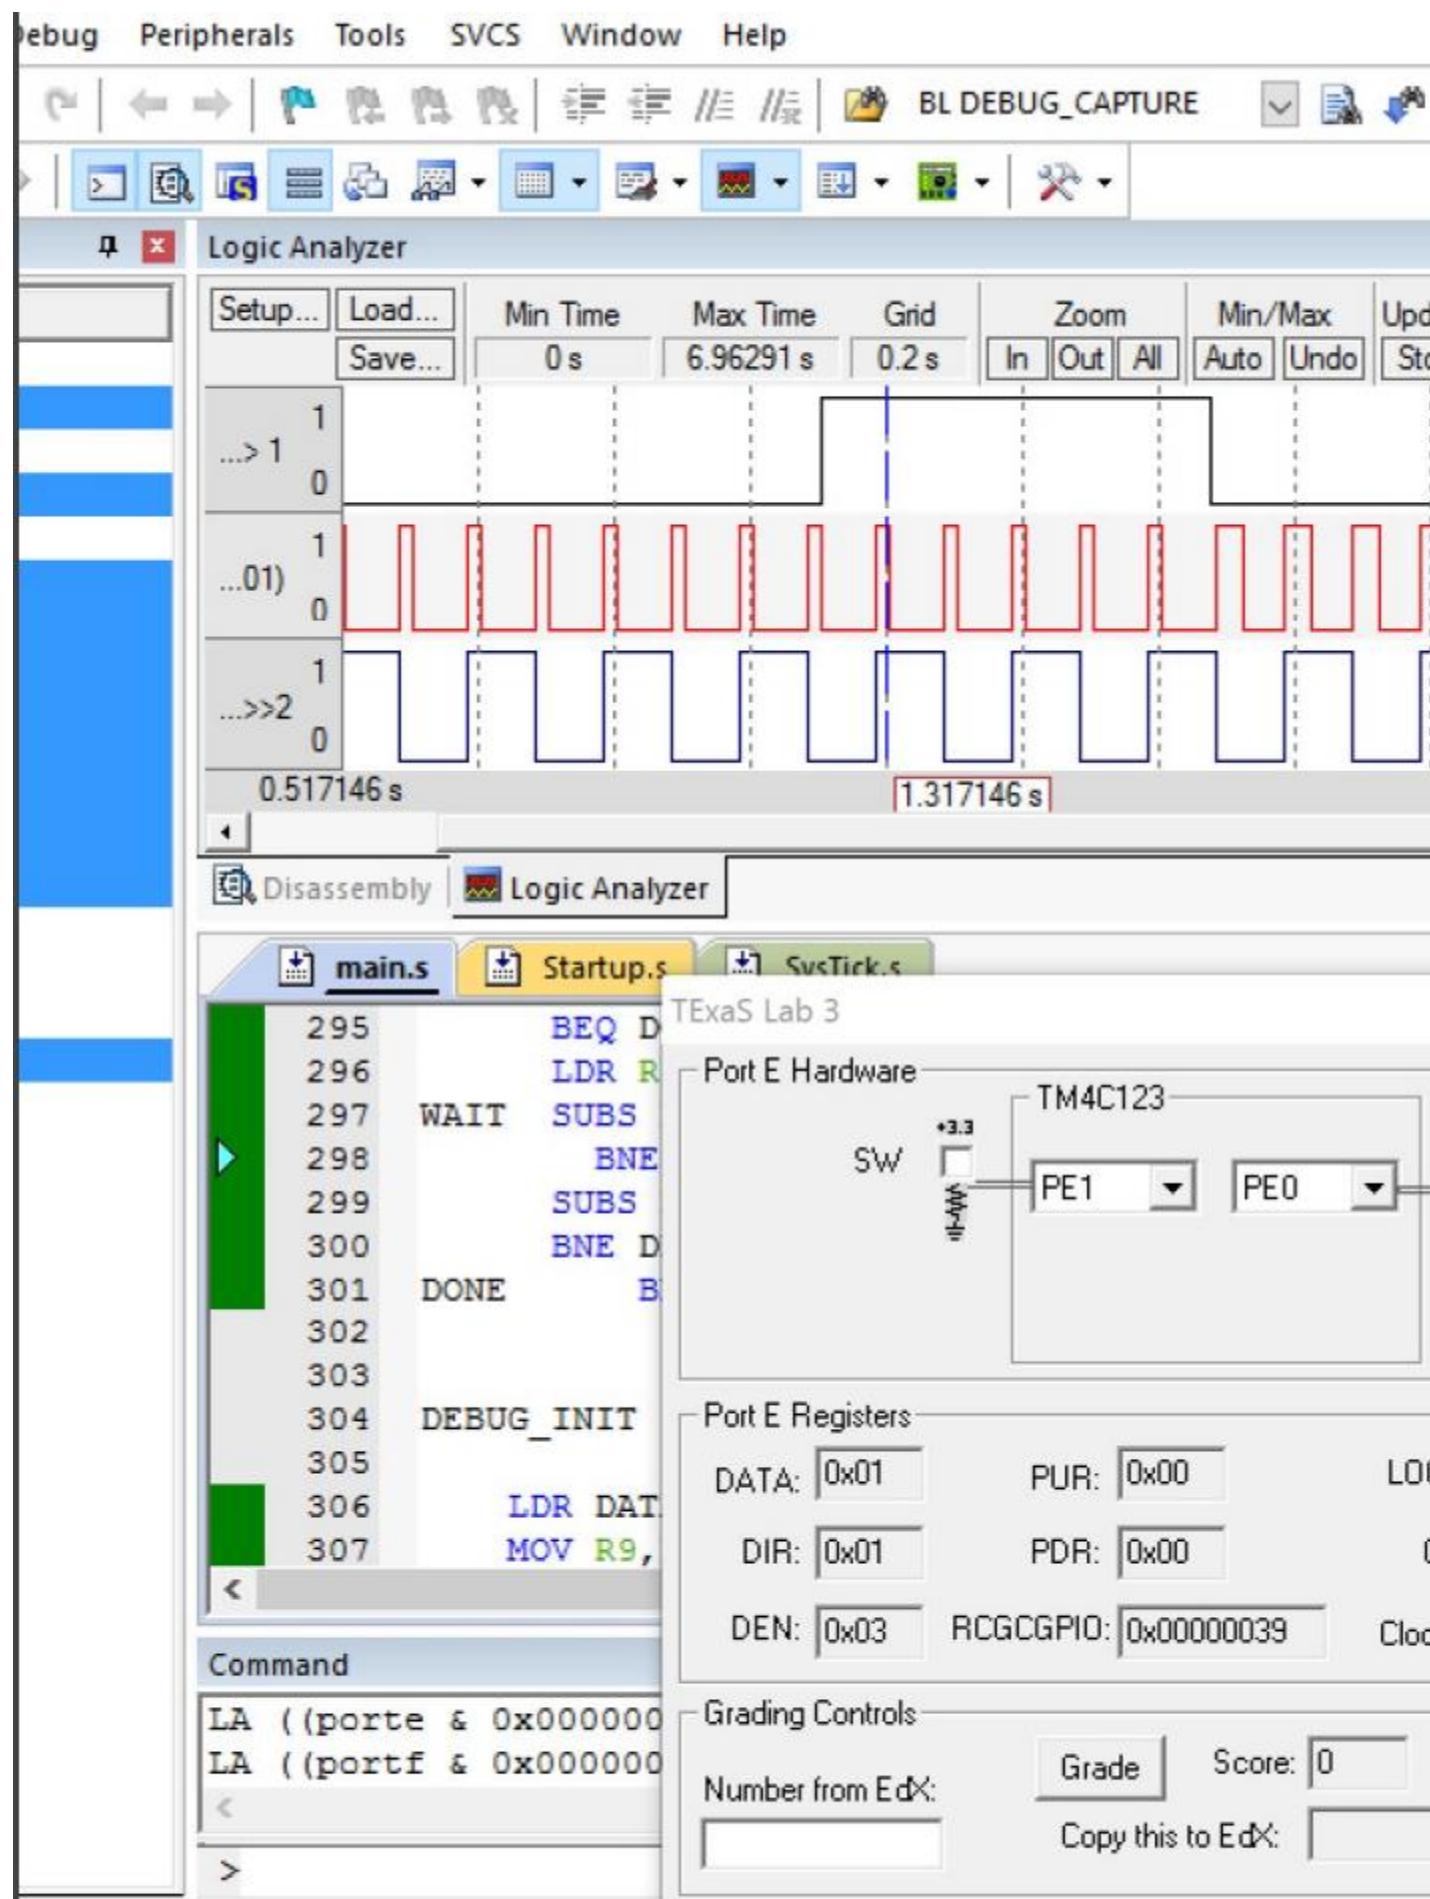 Debug Peripherals Tools SVCS Window Help
BL DEBUG_CAPTURE
Logic Analyzer
Setup... Load... Min Time Max Time Grid Zoom Min/Max Upd
Save... 0 s 6.96291 s 0.2 s In Out All Auto Undo Sto
1
...> 1
0
1
...01)
0
1
...>>2
0
0.517146 s 1.317146 s
Disassembly Logic Analyzer
main.s Startup.s SysTick.s
295 BEQ D
296 LDR R
297 WAIT SUBS
298 BNE
299 SUBS
300 BNE D
301 DONE B
302
303
304 DEBUG_INIT
305
306 LDR DAT
307 MOV R9,
Command
LA ((porte & 0x000000
LA ((portf & 0x000000
>
TExaS Lab 3
Port E Hardware
TM4C123
+3.3
SW PE1 PE0
Port E Registers
DATA: 0x01 PUR: 0x00 LO
DIR: 0x01 PDR: 0x00
DEN: 0x03 RCGCGPIO: 0x00000039 Cloc
Grading Controls
Grade Score: 0
Number from EdX:
Copy this to EdX: